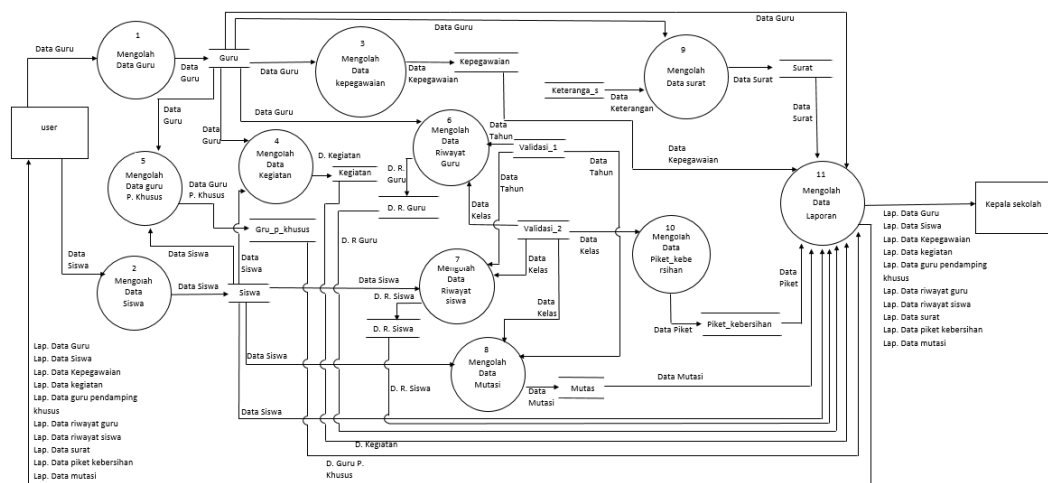 Data Guru
Data Guru
Data Guru
1
Mengolah
Data Guru
Data Guru
Data
Guru
Guru
Data Guru
3
Mengolah
Data
kepegawaian
Data
Kepegawaian
Kepegawaian
9
Mengolah
Data surat
Data Surat
Surat
Keteranga_s
Data
Keterangan
Data
Surat
user
Data
Guru
Data
Guru
Data Guru
4
Mengolah
Data
Kegiatan
D. Kegiatan
Kegiatan
6
Mengolah
Data
Riwayat
Guru
Data
Tahun
Validasi_1
Data
Tahun
Data
Tahun
Data
Kepegawaian
5
Mengolah
Data guru
P. Khusus
Data Guru
P. Khusus
Gru_p_khusus
D. R.
Guru
D. R. Guru
D. R Guru
Data
Kelas
Validasi_2
Data
Kelas
Data
Kelas
Data
Kelas
10
Mengolah
Data
Piket_kebe
rsihan
Data Piket
Piket_kebersihan
Data
Piket
11
Mengolah
Data
Laporan
Kepala sekolah
Lap. Data Guru
Lap. Data Siswa
Lap. Data Kepegawaian
Lap. Data kegiatan
Lap. Data guru pendamping
khusus
Lap. Data riwayat guru
Lap. Data riwayat siswa
Lap. Data surat
Lap. Data piket kebersihan
Lap. Data mutasi
Data
Siswa
Data Siswa
Data
Siswa
2
Mengolah
Data
Siswa
Data Siswa
Siswa
Data Siswa
7
Mengolah
Data
Riwayat
siswa
D. R. Siswa
D. R. Siswa
D. R. Siswa
Data Siswa
8
Mengolah
Data
Mutasi
Data
Mutasi
Mutas
Data Mutasi
Data Siswa
D. Kegiatan
D. Guru P.
Khusus
Lap. Data Guru
Lap. Data Siswa
Lap. Data Kepegawaian
Lap. Data kegiatan
Lap. Data guru pendamping
khusus
Lap. Data riwayat guru
Lap. Data riwayat siswa
Lap. Data surat
Lap. Data piket kebersihan
Lap. Data mutasi